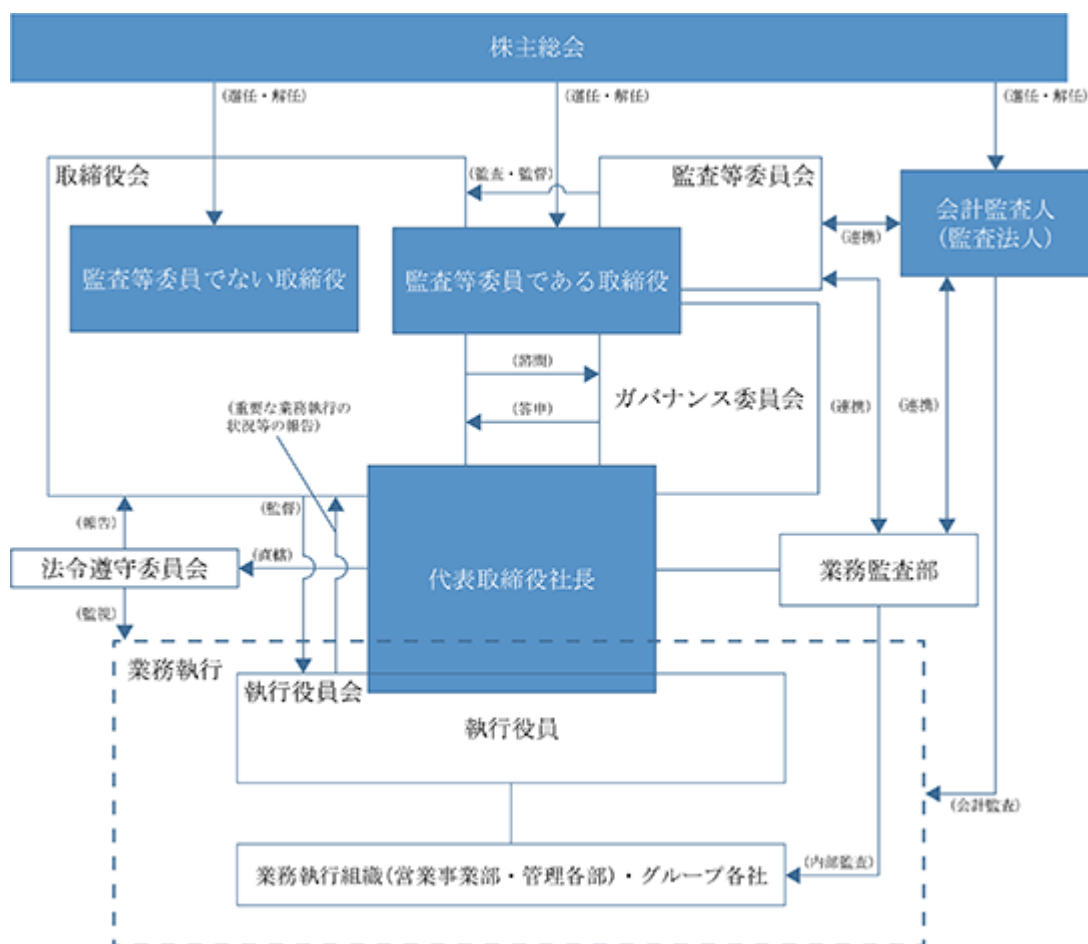 株主総会
(選任・解任)
(選任・解任)
(選任・解任)
取締役会
(監査・監督)
監査等委員会
会計監査人
(監査法人)
(連携)
監査等委員でない取締役
監査等委員である取締役
(諮問)
(答申)
ガバナンス委員会
(連携)
(連携)
(重要な業務執行の
状況等の報告)
(報告)
(監督)
法令遵守委員会
(直轄)
代表取締役社長
業務監査部
(監視)
業務執行
執行役員会
執行役員
(会計監査)
業務執行組織(営業事業部・管理各部)・グループ各社
(内部監査)